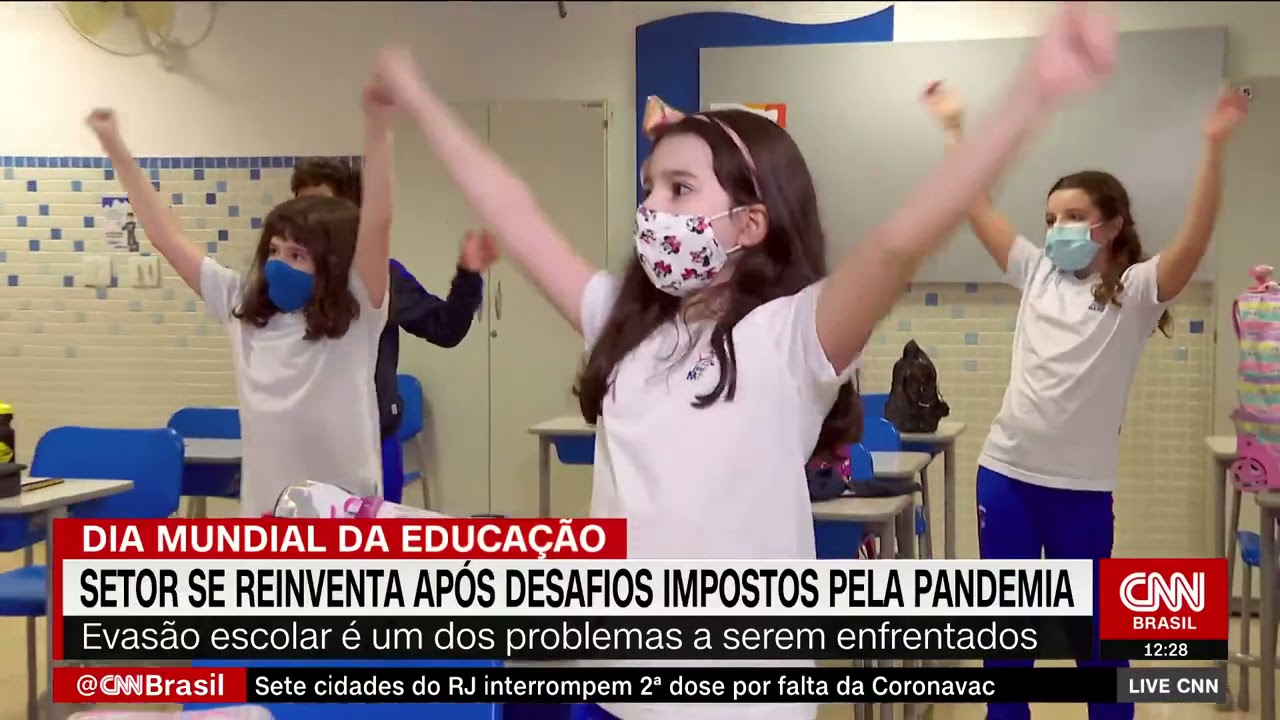 DIA MUNDIAL DA EDUCAÇÃO
SETOR SE REINVENTA APÓS DESAFIOS IMPOSTOS PELA PANDEMIA
Evasão escolar é um dos problemas a serem enfrentados
CNN
BRASIL
12:28
@CNNBrasil
Sete cidades do RJ interrompem 2ª dose por falta da Coronavac
LIVE CNN